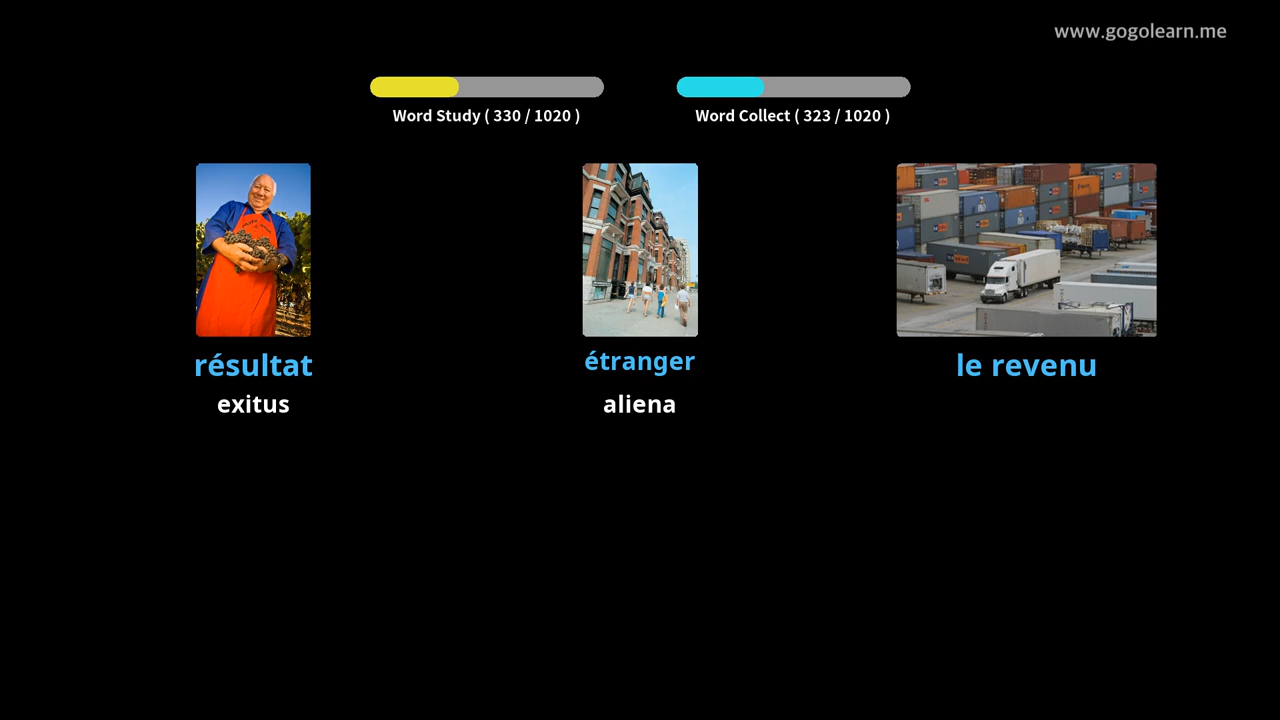 www.gogolearn.me
Word Study ( 330 / 1020 )
Word Collect ( 323 / 1020 )
résultat
étranger
le revenu
exitus
aliena